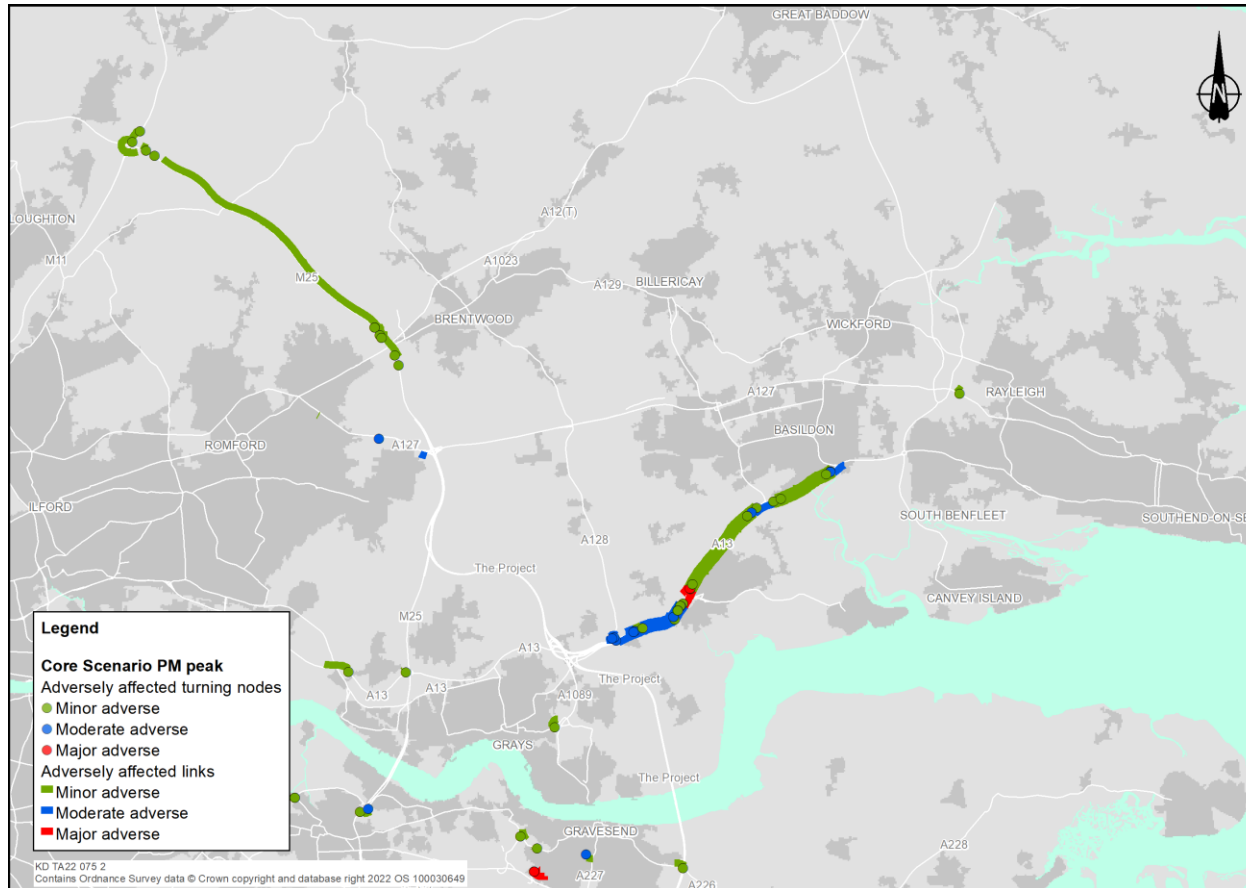 GREAT BADDOW
N
LOUGHTON
M11
A12(T)
A1023
M25
A129
BILLERICAY
BRENTWOOD
WICKFORD
A127
RAYLEIGH
BASILDON
ROMFORD
A127
ILFORD
SOUTH BENFLEET
SOUTHEND-ON-SE
A128
A13
The Project
CANVEY ISLAND
M25
A13
A13
A13
The Project
A1089
GRAYS
The Project
GRAVESEND
A228
A227
A226
Legend
Core Scenario PM peak
Adversely affected turning nodes
Minor adverse
Moderate adverse
Major adverse
Adversely affected links
Minor adverse
Moderate adverse
Major adverse
KD TA22 075 2
Contains Ordnance Survey data © Crown copyright and database right 2022 OS 100030649